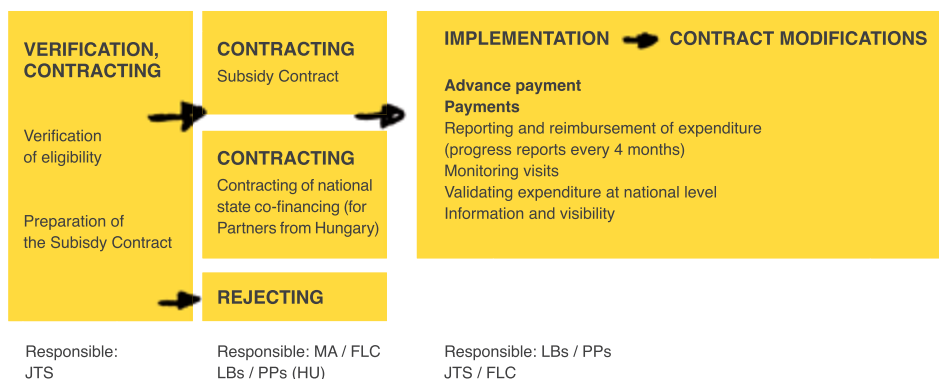 VERIFICATION,
CONTRACTING
Verification
of eligibility
Preparation of
the Subisdy Contract
Responsible:
JTS
CONTRACTING
Subsidy Contract
CONTRACTING
Contracting of national
state co-financing (for
Partners from Hungary)
REJECTING
Responsible: MA / FLC
LBs / PPs (HU)
IMPLEMENTATION CONTRACT MODIFICATIONS
Advance payment
Payments
Reporting and reimbursement of expenditure
(progress reports every 4 months)
Monitoring visits
Validating expenditure at national level
Information and visibility
Responsible: LBs / PPs
JTS / FLC